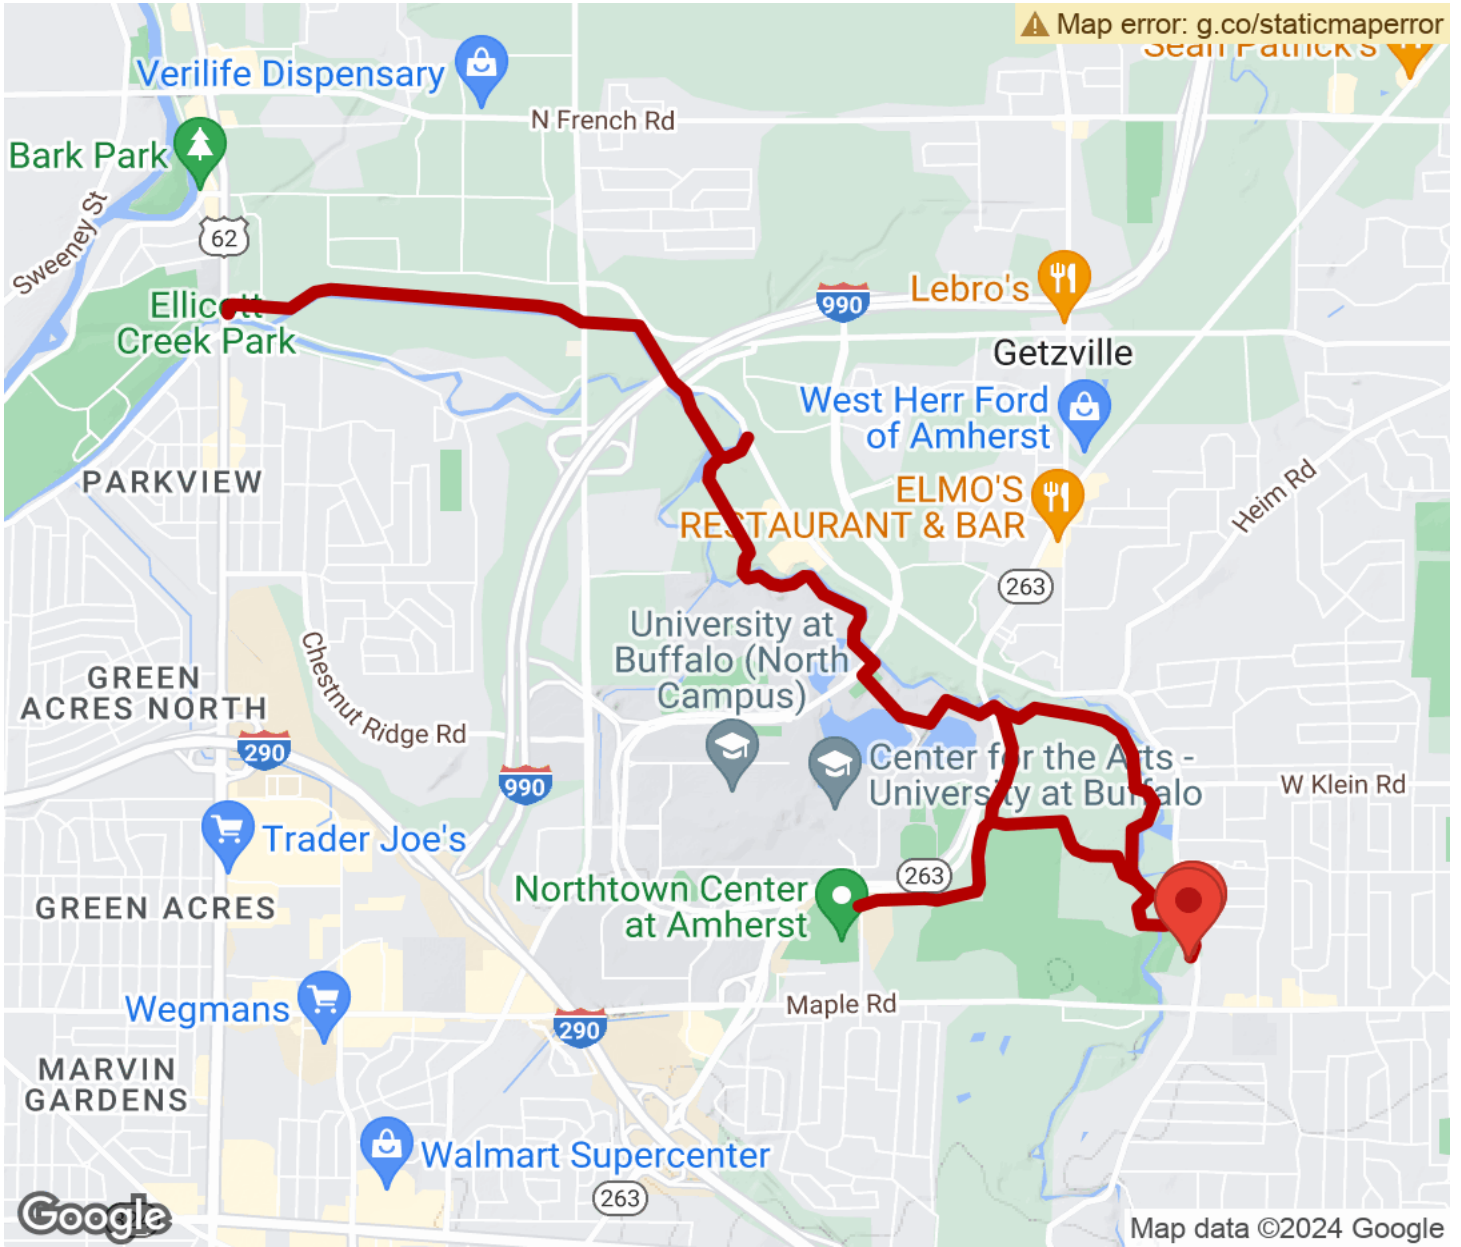 Map error: g.co/staticmaperror
Sean Patrick's
Verilife Dispensary
N French Rd
Bark Park
Sweeney St
62
Ellicott
Creek Park
990
Lebro's
Getzville
West Herr Ford
of Amherst
PARKVIEW
ELMO'S
RESTAURANT & BAR
Heim Rd
263
University at
Buffalo (North
Campus)
Chestnut Ridge Rd
GREEN
ACRES NORTH
290
990
Center for the Arts -
University at Buffalo
W Klein Rd
Trader Joe's
263
Northtown Center
at Amherst
GREEN ACRES
Wegmans
Maple Rd
290
MARVIN
GARDENS
Walmart Supercenter
263
Google
Map data ©2024 Google